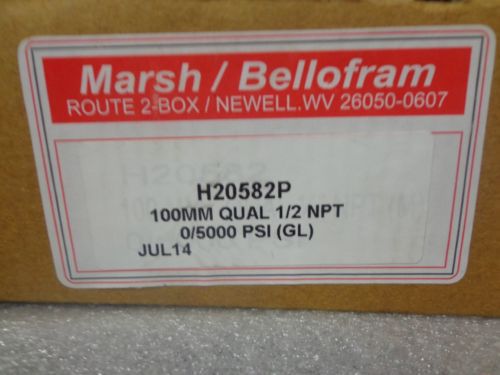 Marsh / Bellofram
ROUTE 2-BOX / NEWELL.WV 26050-0607
H20582P
100MM QUAL 1/2 NPT
0/5000 PSI (GL)
JUL14